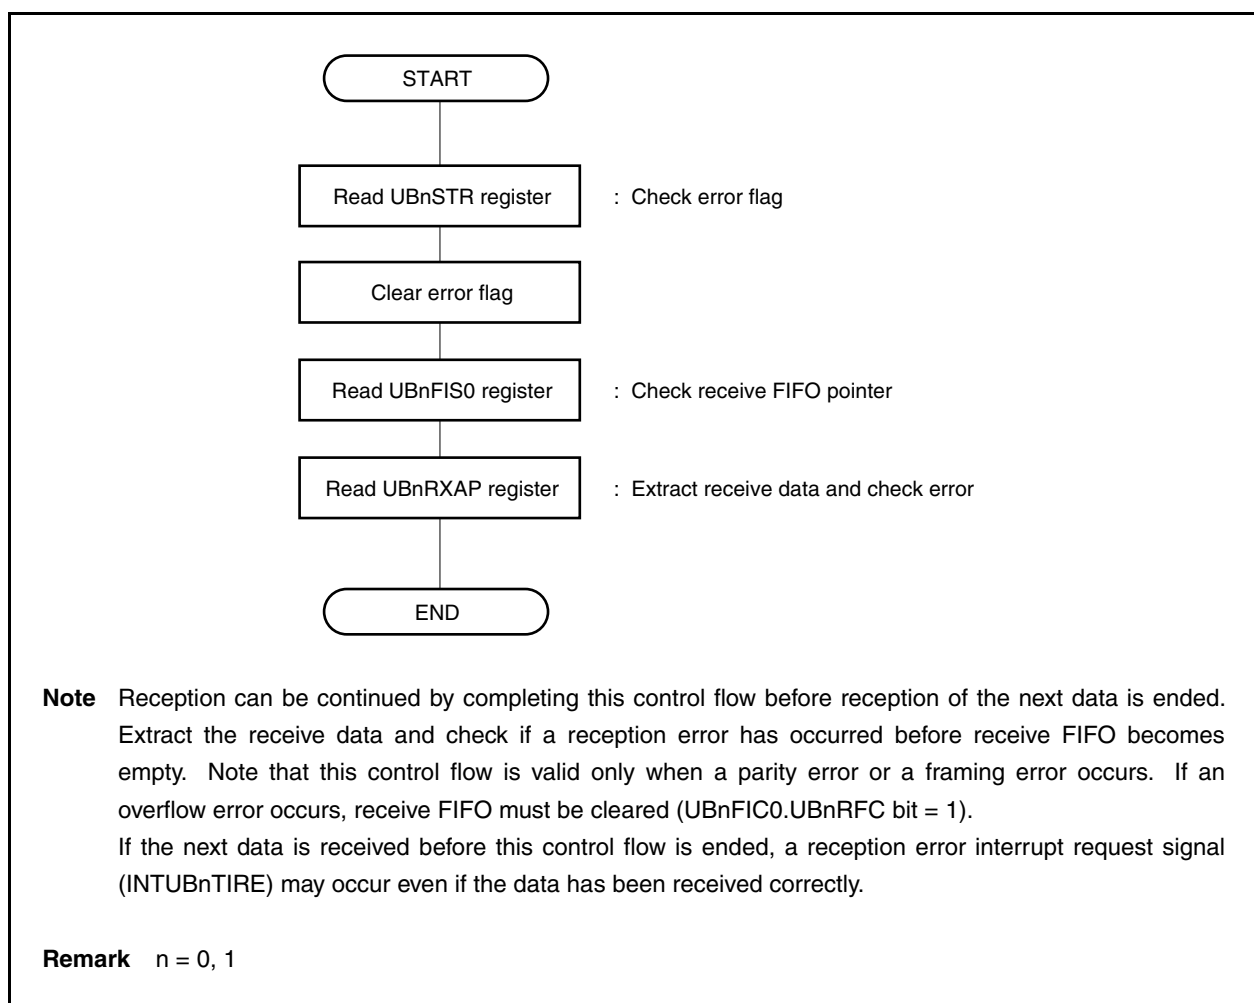 START
Read UBnSTR register : Check error flag
Clear error flag
Read UBnFIS0 register : Check receive FIFO pointer
Read UBnRXAP register : Extract receive data and check error
END
Note Reception can be continued by completing this control flow before reception of the next data is ended.
Extract the receive data and check if a reception error has occurred before receive FIFO becomes
empty. Note that this control flow is valid only when a parity error or a framing error occurs. If an
overflow error occurs, receive FIFO must be cleared (UBnFIC0.UBnRFC bit = 1).
If the next data is received before this control flow is ended, a reception error interrupt request signal
(INTUBnTIRE) may occur even if the data has been received correctly.
Remark n = 0, 1